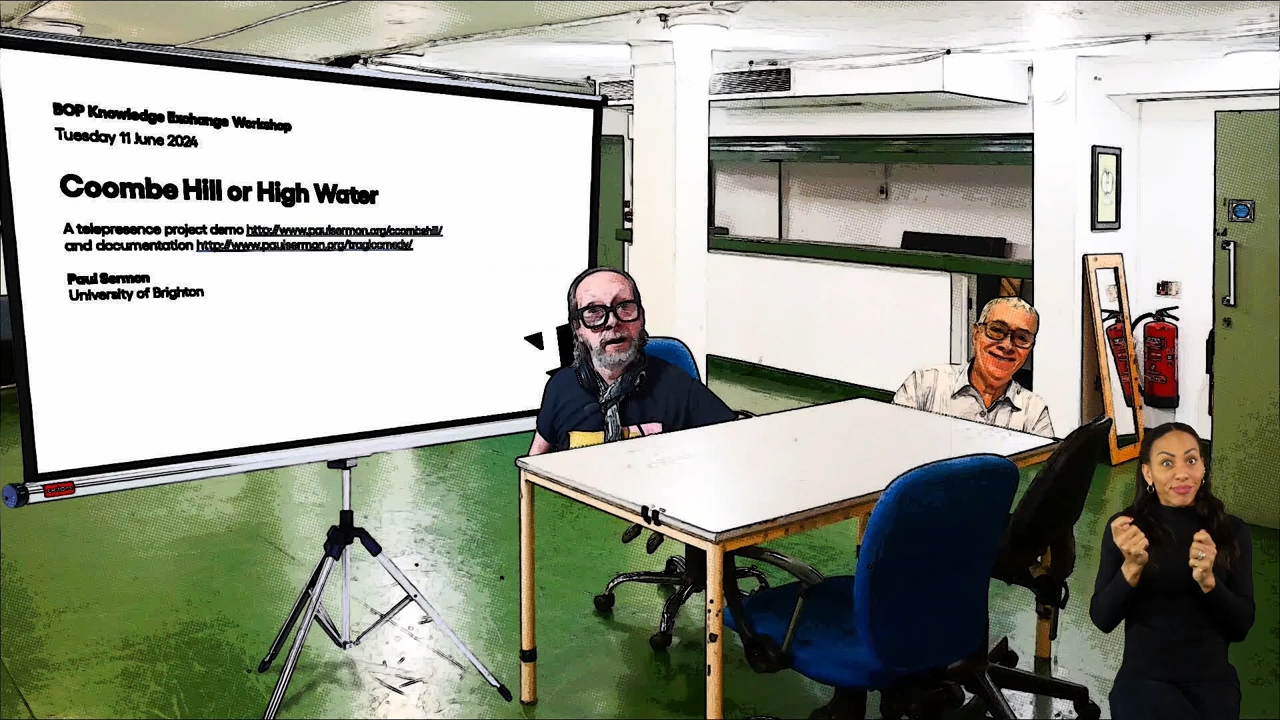 BOP Knowledge Exchange Workshop
Tuesday 11 June 2024
Coombe Hill or High Water
A telepresence project demo http://www.paulsermon.org/ccombehill/
and documentation http://www.paulsermon.org/tragicomedy/
Paul Sermon
University of Brighton